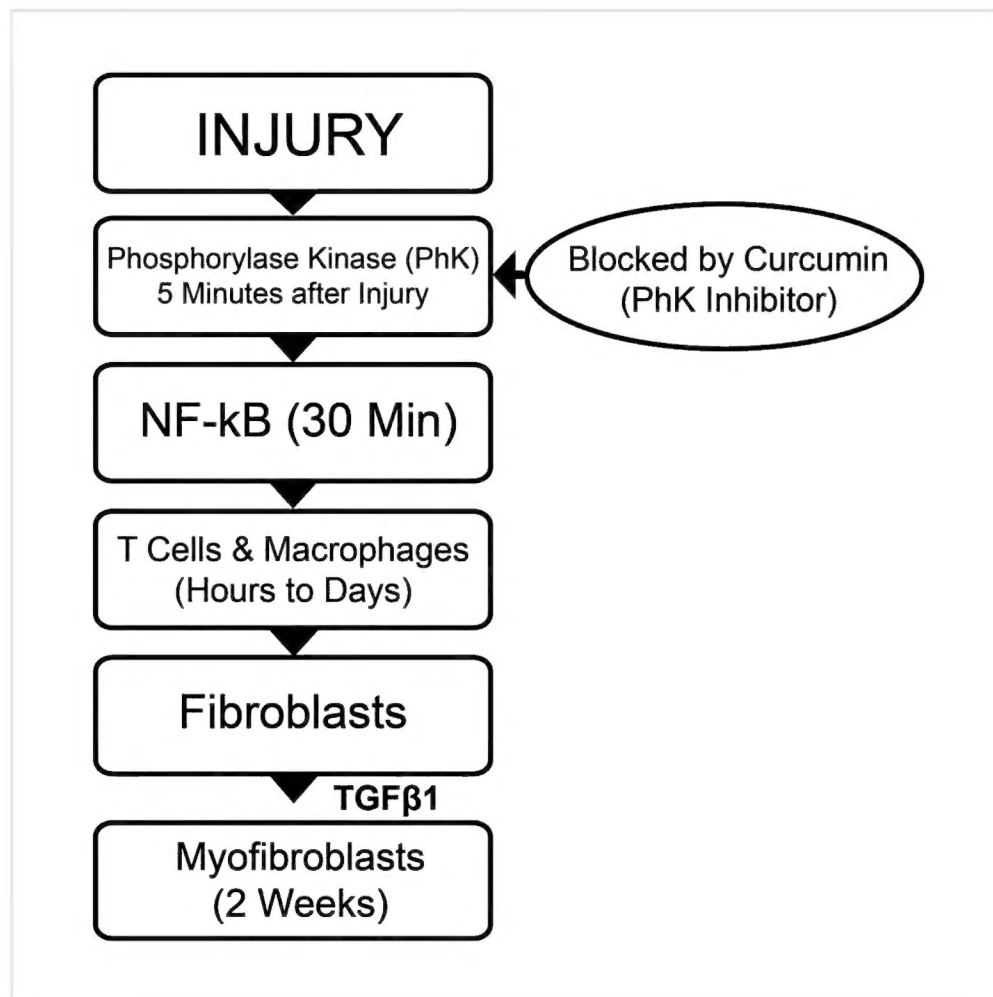 INJURY
Phosphorylase Kinase (PhK)
5 Minutes after Injury
Blocked by Curcumin
(PhK Inhibitor)
NF-kB (30 Min)
T Cells & Macrophages
(Hours to Days)
Fibroblasts
TGFβ1
Myofibroblasts
(2 Weeks)